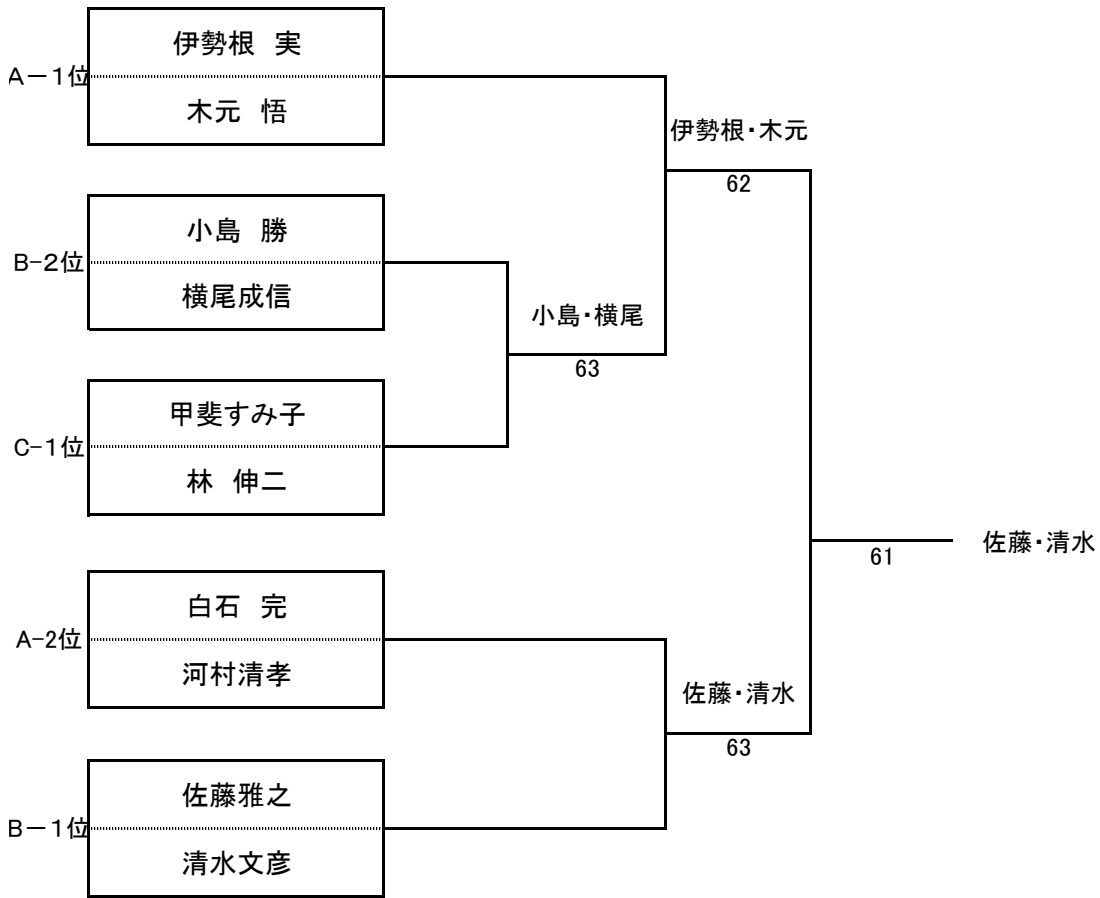 伊勢根　実
A－1位
木元　悟
伊勢根・木元
62
小島　勝
B-2位
横尾成信
小島・横尾
63
甲斐すみ子
C-1位
林　伸二
佐藤・清水
61
白石　完
A-2位
河村清孝
佐藤・清水
63
佐藤雅之
B－1位
清水文彦